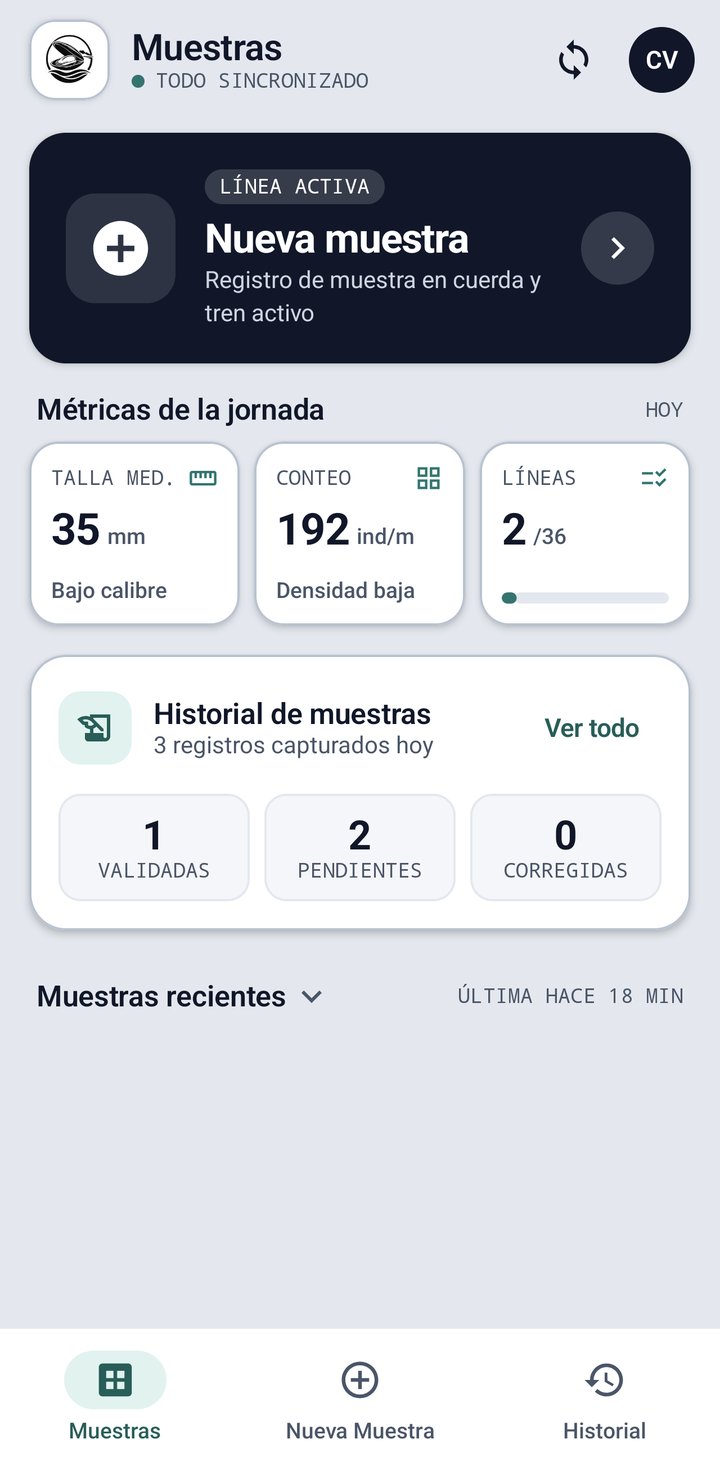 Muestras
TODO SINCRONIZADO
CV
LÍNEA ACTIVA
Nueva muestra
Registro de muestra en cuerda y
tren activo
Métricas de la jornada
HOY
TALLA MED.
35 mm
Bajo calibre
CONTEO
192 ind/m
Densidad baja
LÍNEAS
2 /36
Historial de muestras
3 registros capturados hoy
Ver todo
1
VALIDADAS
2
PENDIENTES
0
CORREGIDAS
Muestras recientes
ÚLTIMA HACE 18 MIN
Muestras
Nueva Muestra
Historial